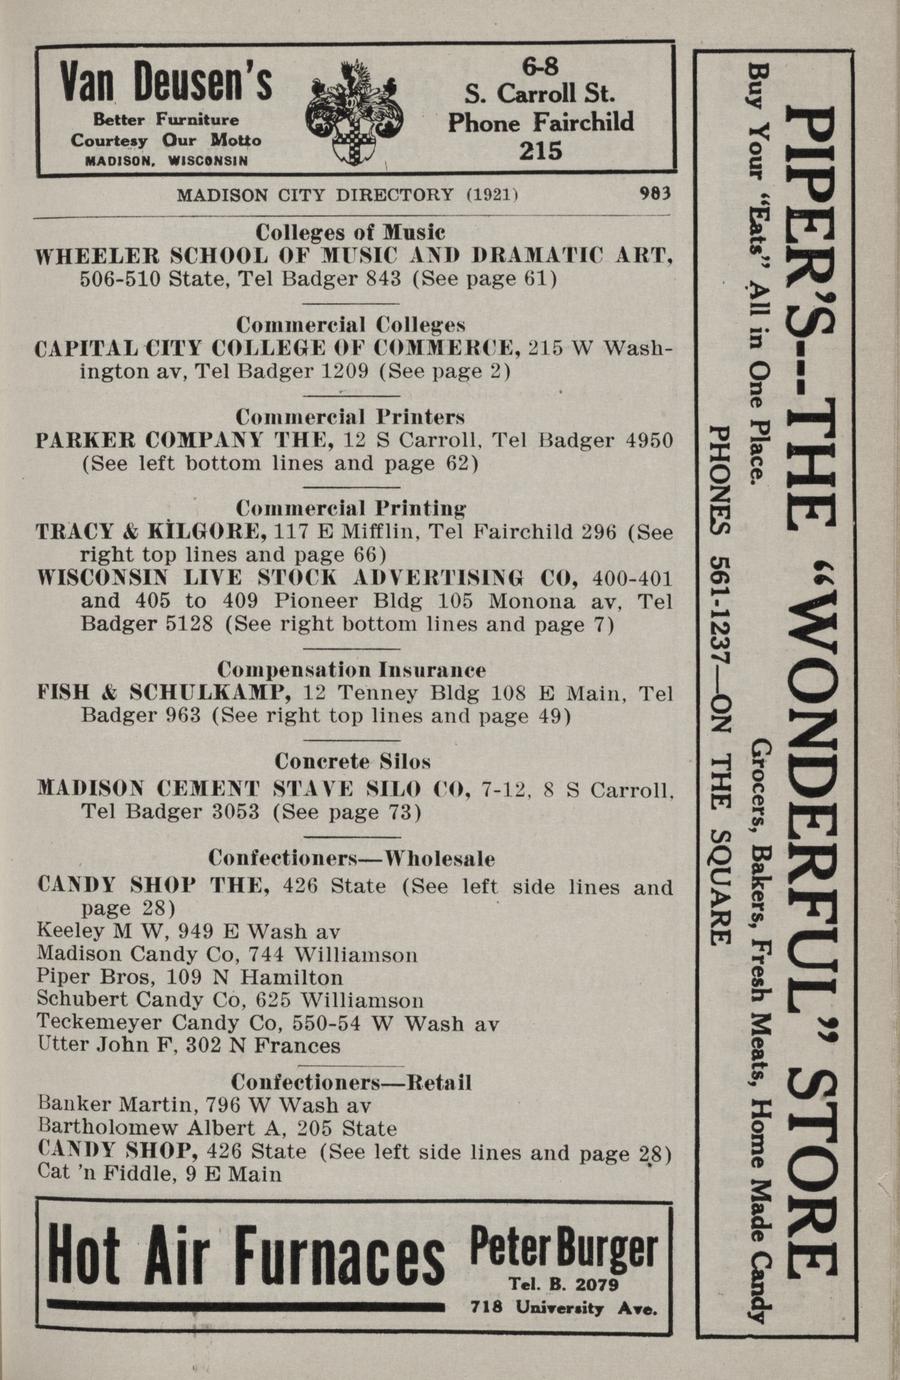 Van Deusen's
Better Furniture
Courtesy Our Motto
MADISON, WISCONSIN
6-8
S. Carroll St.
Phone Fairchild
215
MADISON CITY DIRECTORY (1921) 983
Colleges of Music
WHEELER SCHOOL OF MUSIC AND DRAMATIC ART,
506-510 State, Tel Badger 843 (See page 61)
Commercial Colleges
CAPITAL CITY COLLEGE OF COMMERCE, 215 W Wash-
ington av, Tel Badger 1209 (See page 2)
Commercial Printers
PARKER COMPANY THE, 12 S Carroll, Tel Badger 4950
(See left bottom lines and page 62)
Commercial Printing
TRACY & KILGORE, 117 E Mifflin, Tel Fairchild 296 (See
right top lines and page 66)
WISCONSIN LIVE STOCK ADVERTISING CO, 400-401
and 405 to 409 Pioneer Bldg 105 Monona av, Tel
Badger 5128 (See right bottom lines and page 7)
Compensation Insurance
FISH & SCHULKAMP, 12 Tenney Bldg 108 E Main, Tel
Badger 963 (See right top lines and page 49)
Concrete Silos
MADISON CEMENT STAVE SILO CO, 7-12, 8 S Carroll,
Tel Badger 3053 (See page 73)
Confectioners—Wholesale
CANDY SHOP THE, 426 State (See left side lines and
page 28)
Keeley M W, 949 E Wash av
Madison Candy Co, 744 Williamson
Piper Bros, 109 N Hamilton
Schubert Candy Co, 625 Williamson
Teckemeyer Candy Co, 550-54 W Wash av
Utter John F, 302 N Frances
Confectioners—Retail
Banker Martin, 796 W Wash av
Bartholomew Albert A, 205 State
CANDY SHOP, 426 State (See left side lines and page 28)
Cat 'n Fiddle, 9 E Main
Hot Air Furnaces
Peter Burger
Tel. B. 2079
718 University Ave.
PIPER'S---THE "WONDERFUL" STORE
Buy Your "Eats" All in One Place. Grocers, Bakers, Fresh Meats, Home Made Candy
PHONES 561-1237—ON THE SQUARE